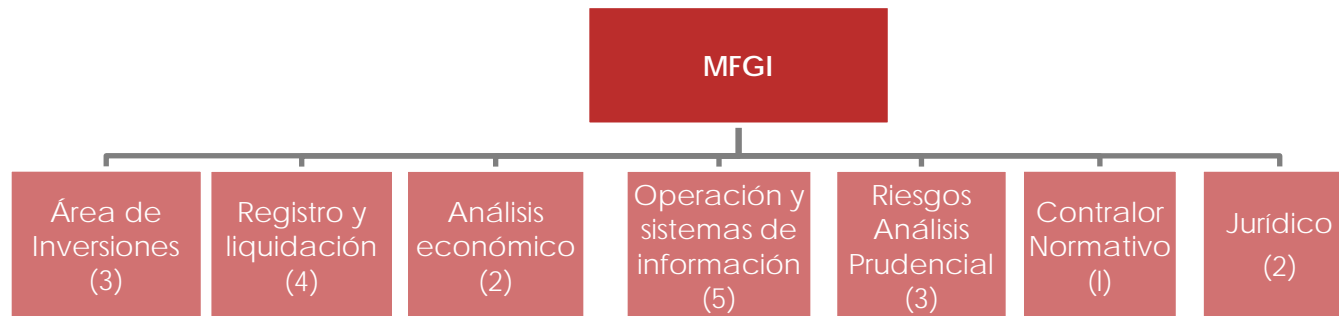 MFGI
Área de
Inversiones
(3)
Registro y
liquidación
(4)
Análisis
económico
(2)
Operación y
sistemas de
información
(5)
Riesgos
Análisis
Prudencial
(3)
Contralor
Normativo
(I)
Jurídico
(2)